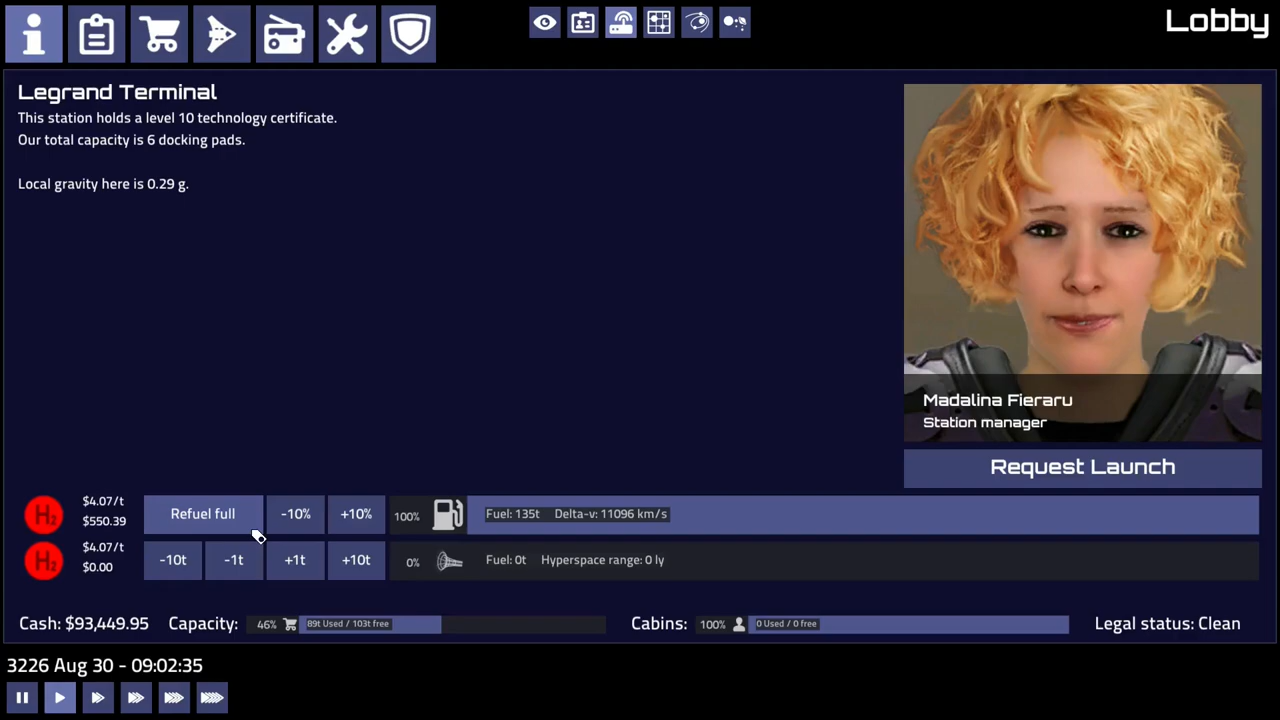 Lobby
Legrand Terminal
This station holds a level 10 technology certificate.
Our total capacity is 6 docking pads.
Local gravity here is 0.29 g.
Madalina Fieraru
Station manager
Request Launch
H₂ $4.07/t
$550.39
Refuel full -10% +10% 100% Fuel: 135t Delta-v: 11096 km/s
H₂ $4.07/t
$0.00
-10t -1t +1t +10t 0% Fuel: 0t Hyperspace range: 0 ly
Cash: $93,449.95 Capacity: 46% 89t Used / 103t free Cabins: 100% 0 Used / 0 free Legal status: Clean
3226 Aug 30 - 09:02:35